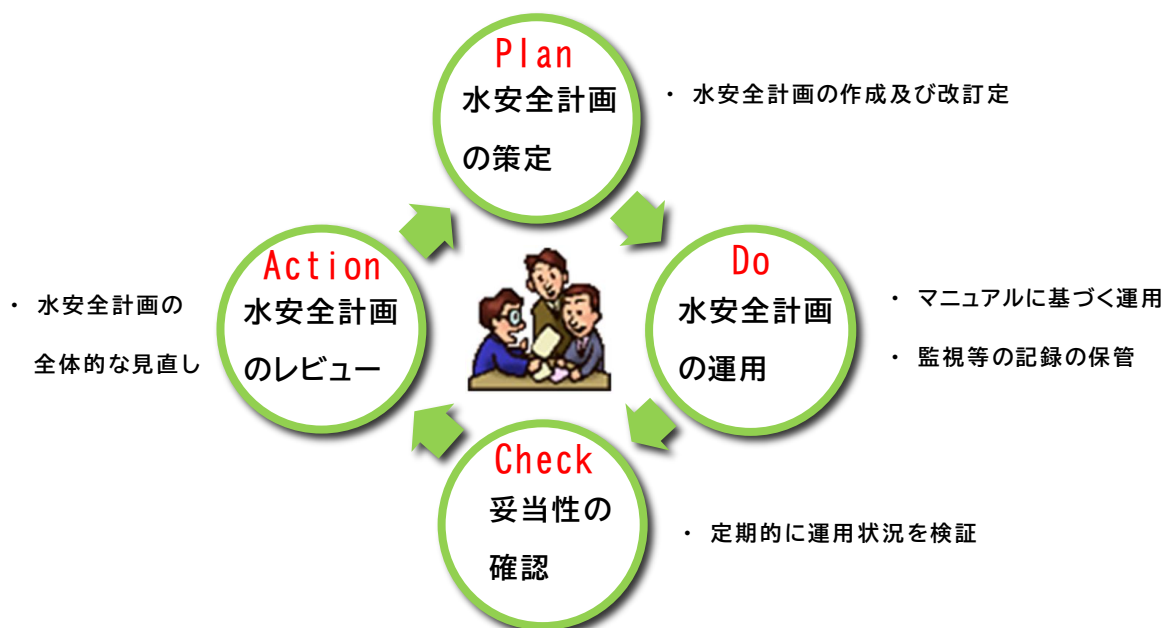 Plan
水安全計画
の策定
・ 水安全計画の作成及び改訂定
Do
水安全計画
の運用
・ マニュアルに基づく運用
・ 監視等の記録の保管
Check
妥当性の
確認
・ 定期的に運用状況を検証
Action
水安全計画
のレビュー
・ 水安全計画の
全体的な見直し